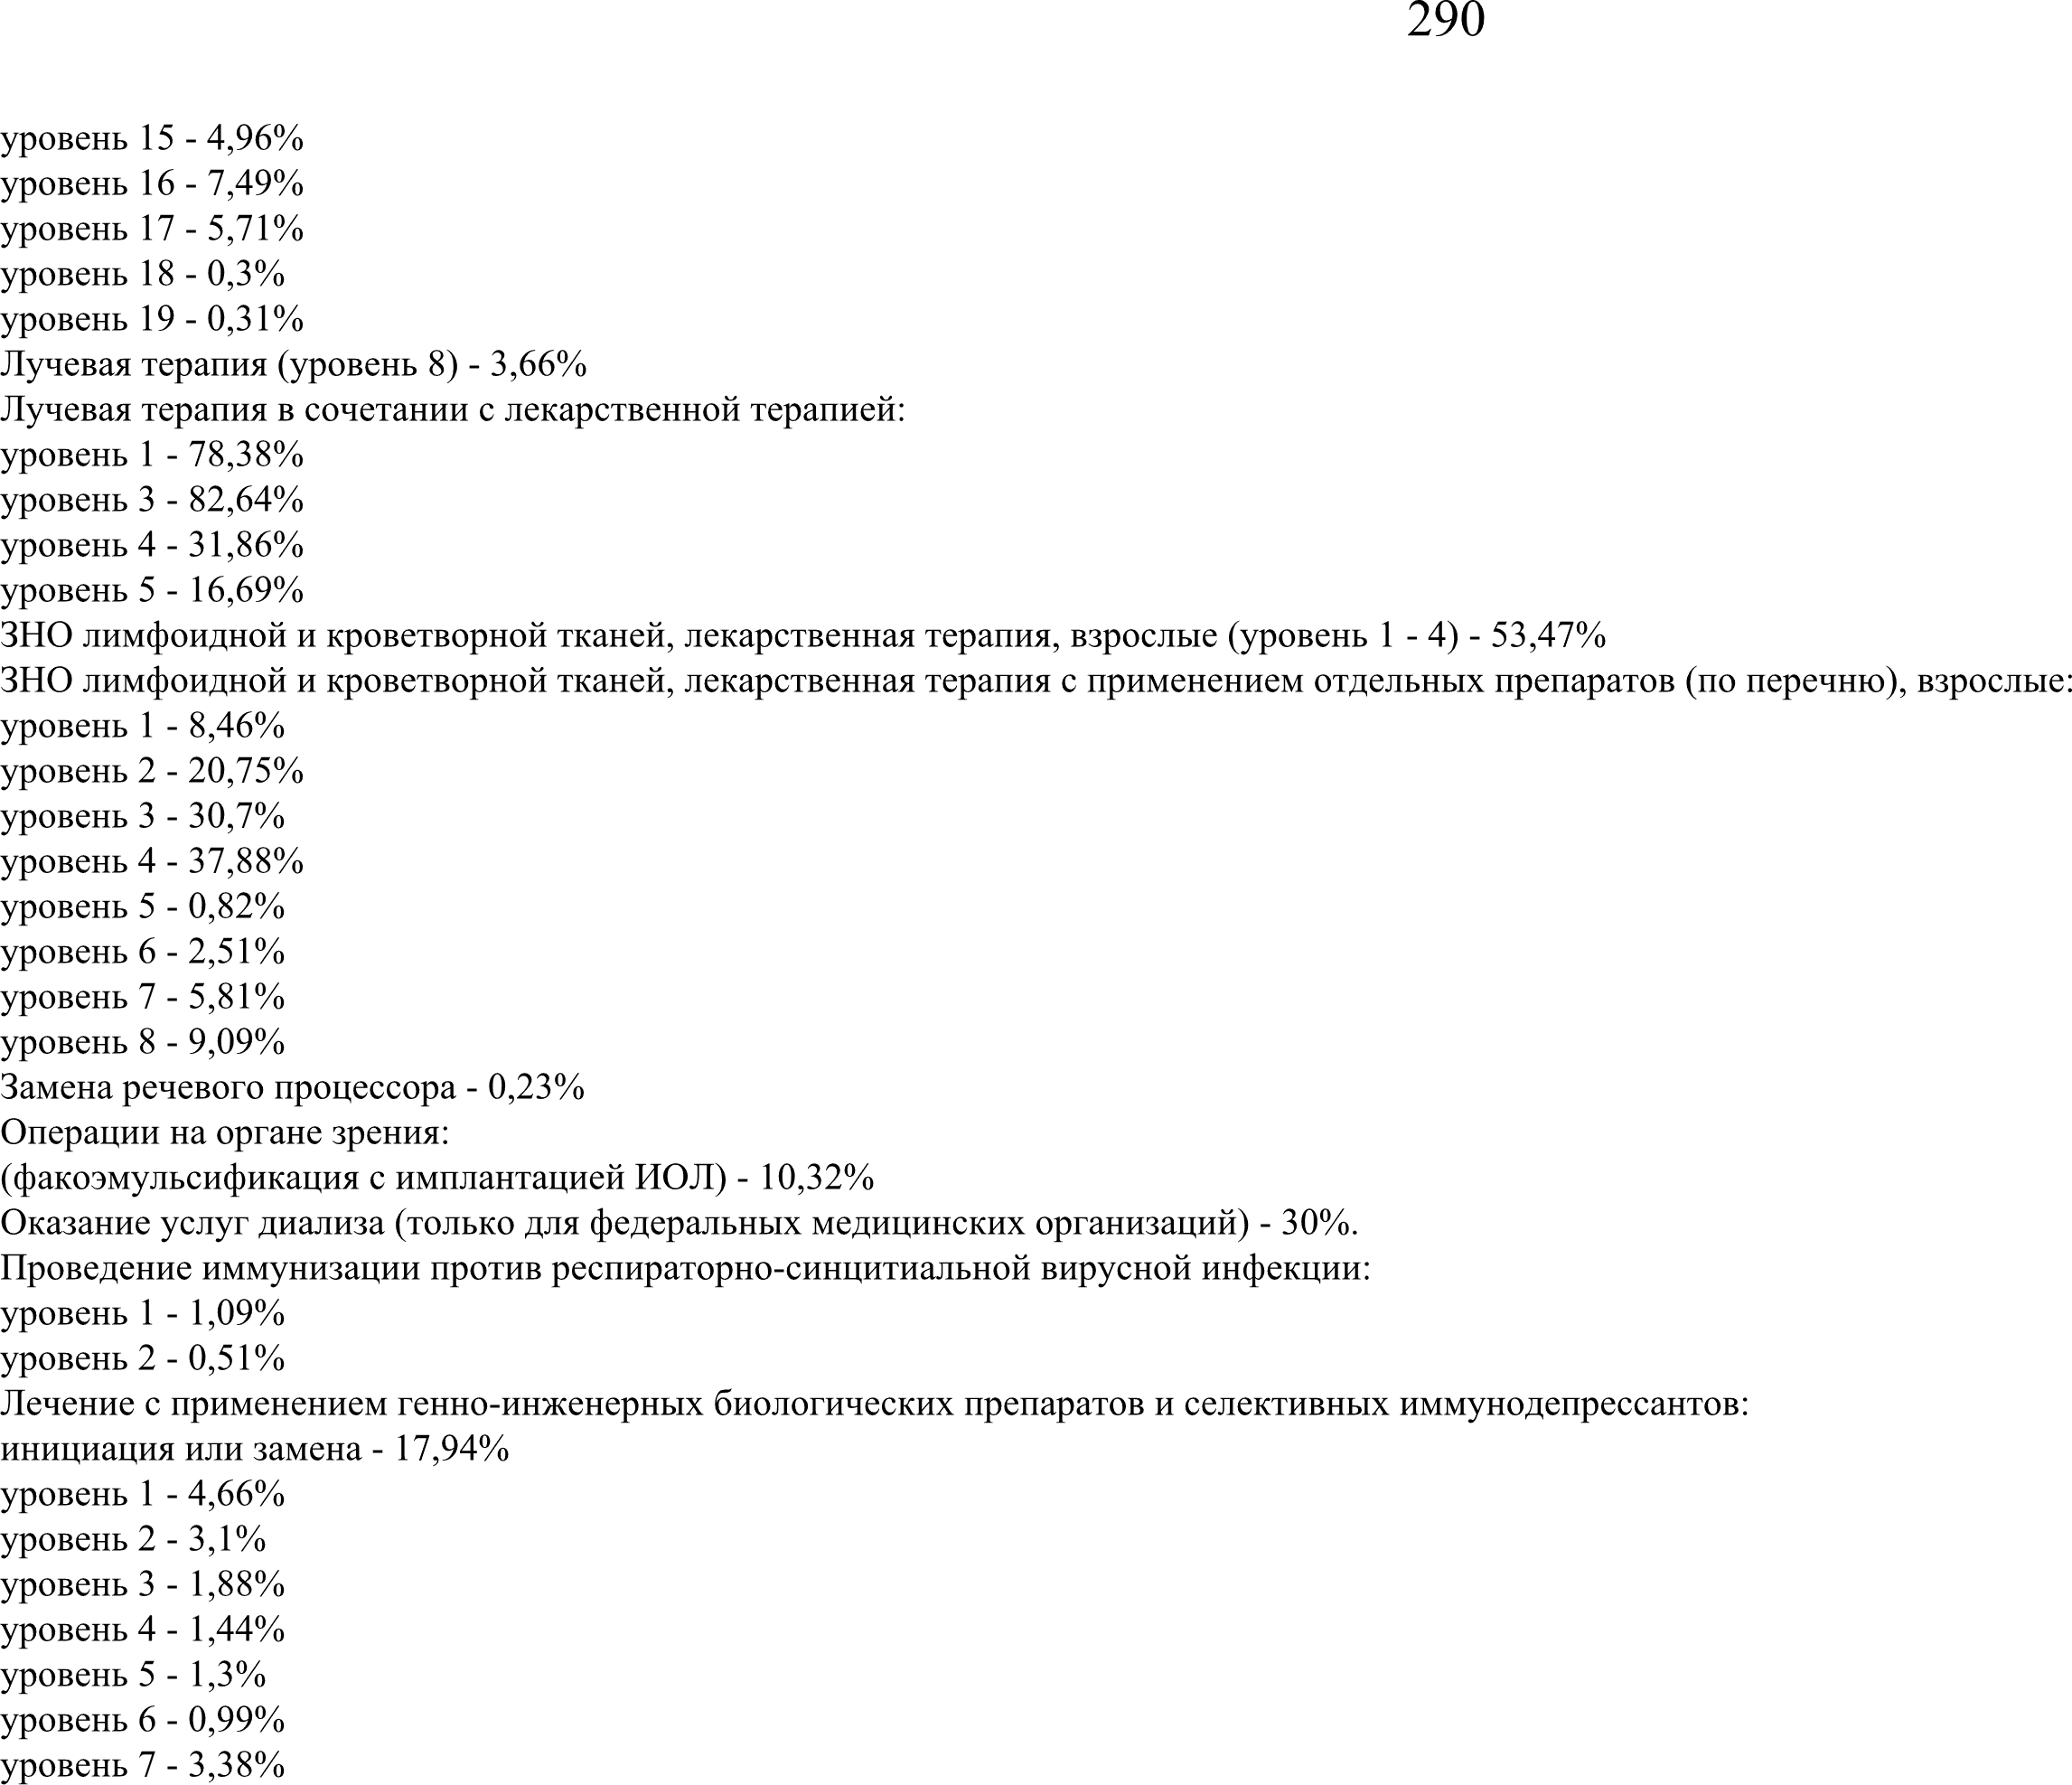 290
уровень 15 - 4,96%
уровень 16 - 7,49%
уровень 17 - 5,71%
уровень 18 - 0,3%
уровень 19 - 0,31%
Лучевая терапия (уровень 8) - 3,66%
Лучевая терапия в сочетании с лекарственной терапией:
уровень 1 - 78,38%
уровень 3 - 82,64%
уровень 4 - 31,86%
уровень 5 - 16,69%
ЗНО лимфоидной и кроветворной тканей, лекарственная терапия, взрослые (уровень 1 - 4) - 53,47%
ЗНО лимфоидной и кроветворной тканей, лекарственная терапия с применением отдельных препаратов (по перечню), взрослые:
уровень 1 - 8,46%
уровень 2 - 20,75%
уровень 3 - 30,7%
уровень 4 - 37,88%
уровень 5 - 0,82%
уровень 6 - 2,51%
уровень 7 - 5,81%
уровень 8 - 9,09%
Замена речевого процессора - 0,23%
Операции на органе зрения:
(факоэмульсификация с имплантацией ИОЛ) - 10,32%
Оказание услуг диализа (только для федеральных медицинских организаций) - 30%.
Проведение иммунизации против респираторно-синцитиальной вирусной инфекции:
уровень 1 - 1,09%
уровень 2 - 0,51%
Лечение с применением генно-инженерных биологических препаратов и селективных иммунодепрессантов:
инициация или замена - 17,94%
уровень 1 - 4,66%
уровень 2 - 3,1%
уровень 3 - 1,88%
уровень 4 - 1,44%
уровень 5 - 1,3%
уровень 6 - 0,99%
уровень 7 - 3,38%